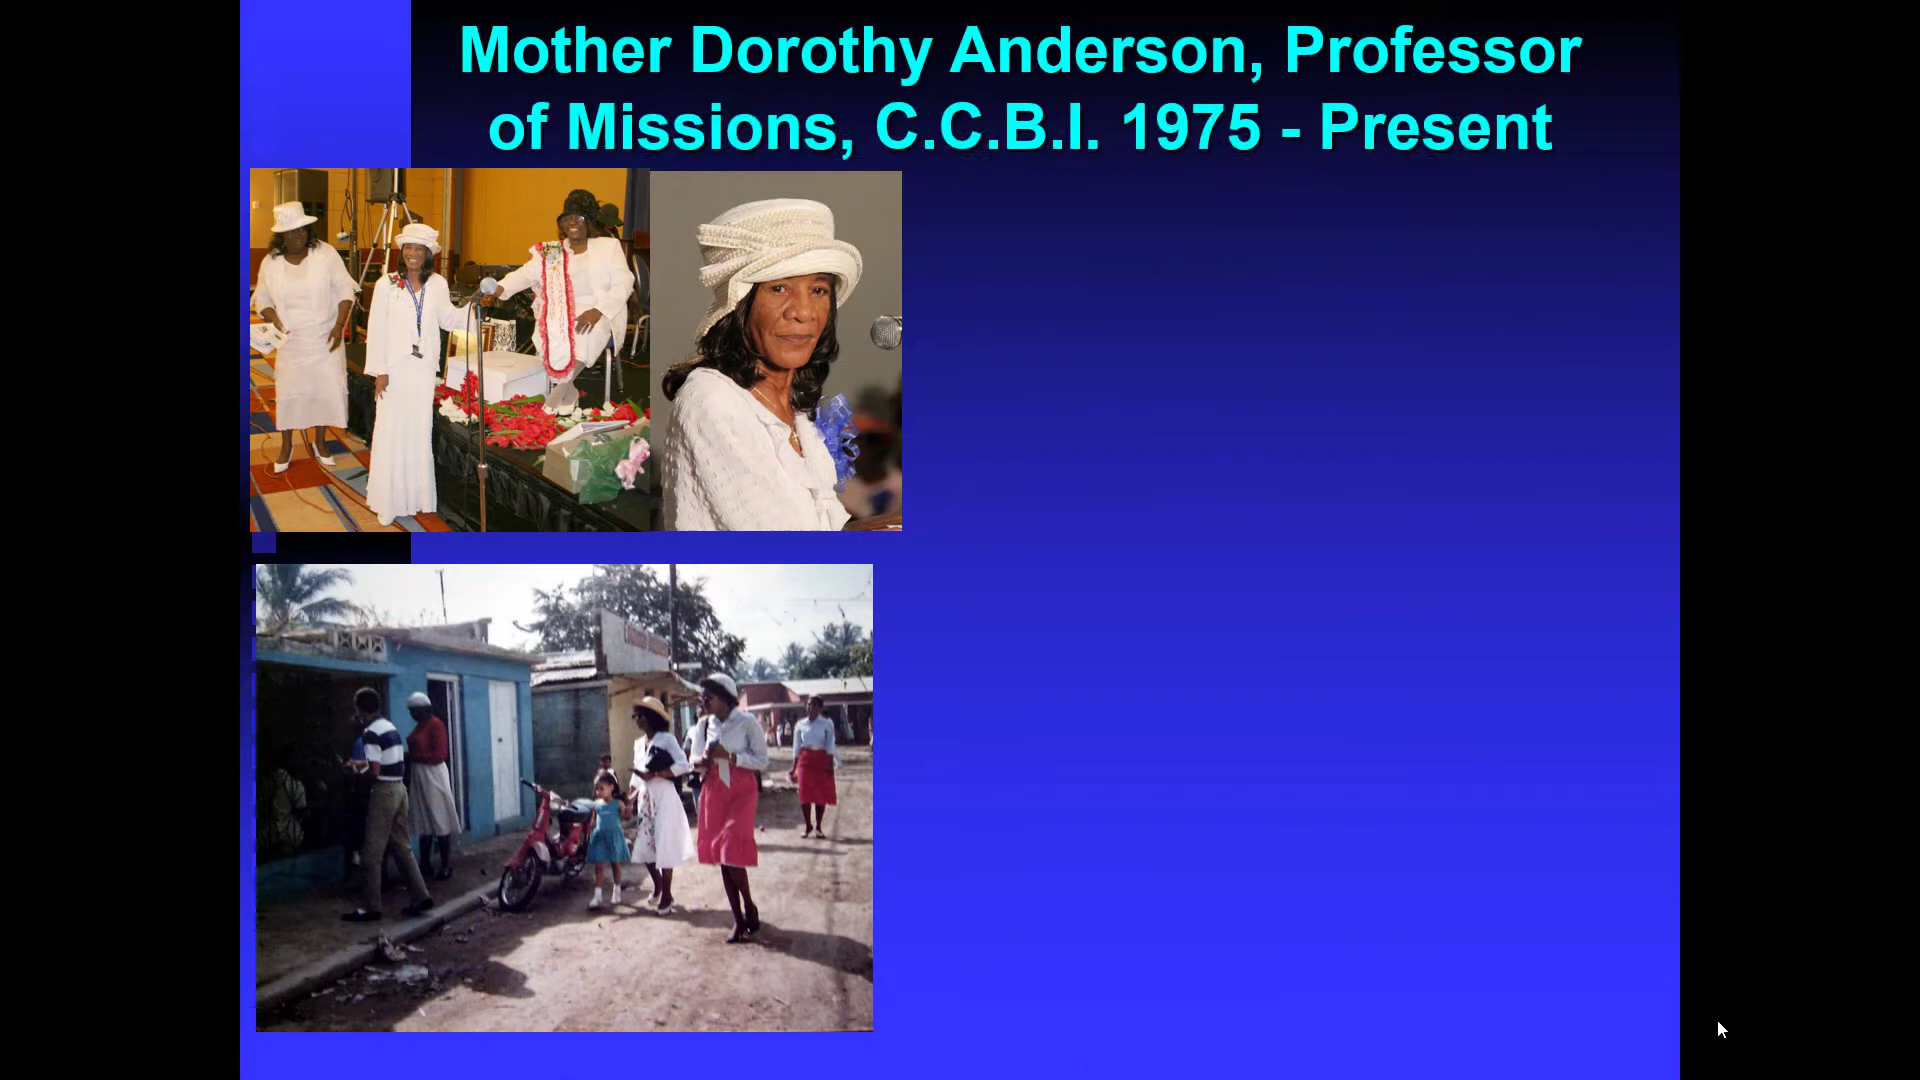 Mother Dorothy Anderson, Professor
of Missions, C.C.B.I. 1975 - Present